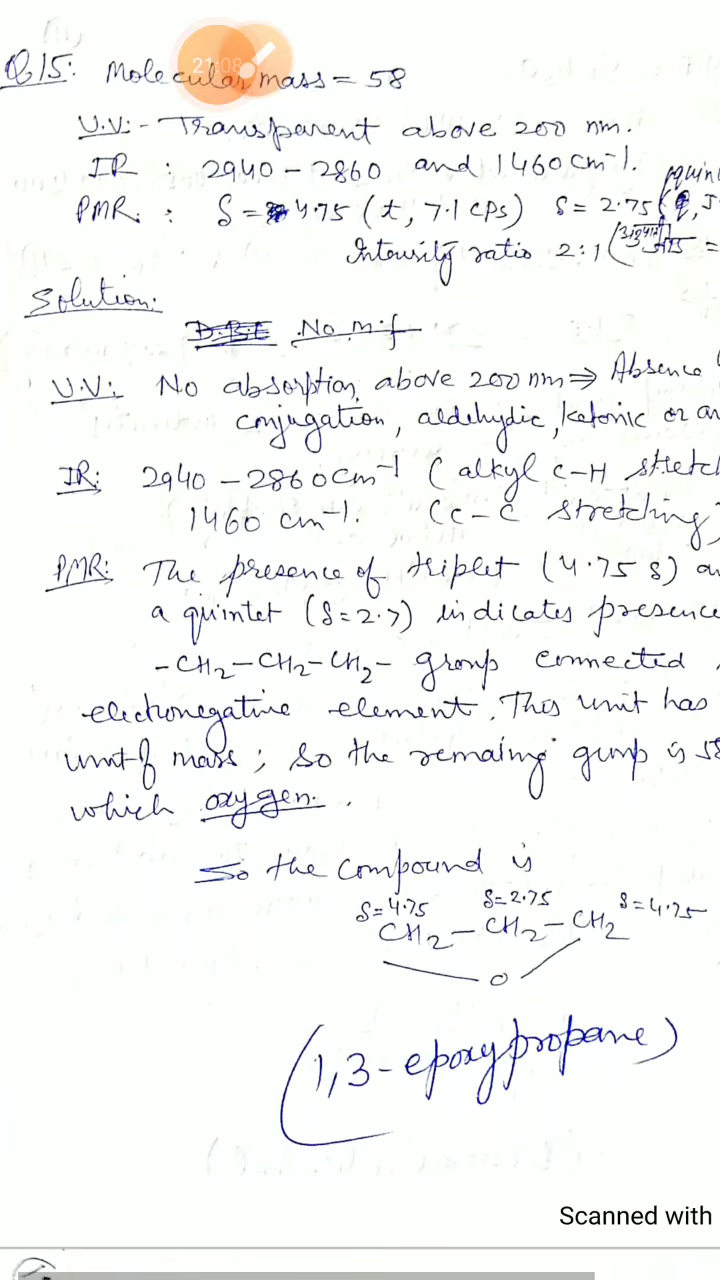 Q15: Molecular mass = 58
21:08
U.V: - Transparent above 200 nm.
IR : 2940 - 2860 and 1460 cm⁻¹.
PMR : δ = 4.75 (t, 7.1 cps) δ = 2.75 (
Intensity ratio 2:1
Solution:
No m.f
U.V: No absorption above 200 nm ⇒ Absence
conjugation, aldehydic, ketonic or
IR: 2940 - 2860 cm⁻¹ (alkyl C-H
1460 cm⁻¹. (C-C stretching)
PMR: The presence of triplet (4.75 δ)
a quintet (δ = 2.7) indicates presence
-CH₂-CH₂-CH₂- group connected
electronegative element. This unit has
unit of mass; so the remaing group is
which oxygen.
So the compound is
δ=4.75 δ=2.75 δ=4.75
CH₂ - CH₂ - CH₂
O
(1,3-epoxypropane)
Scanned with